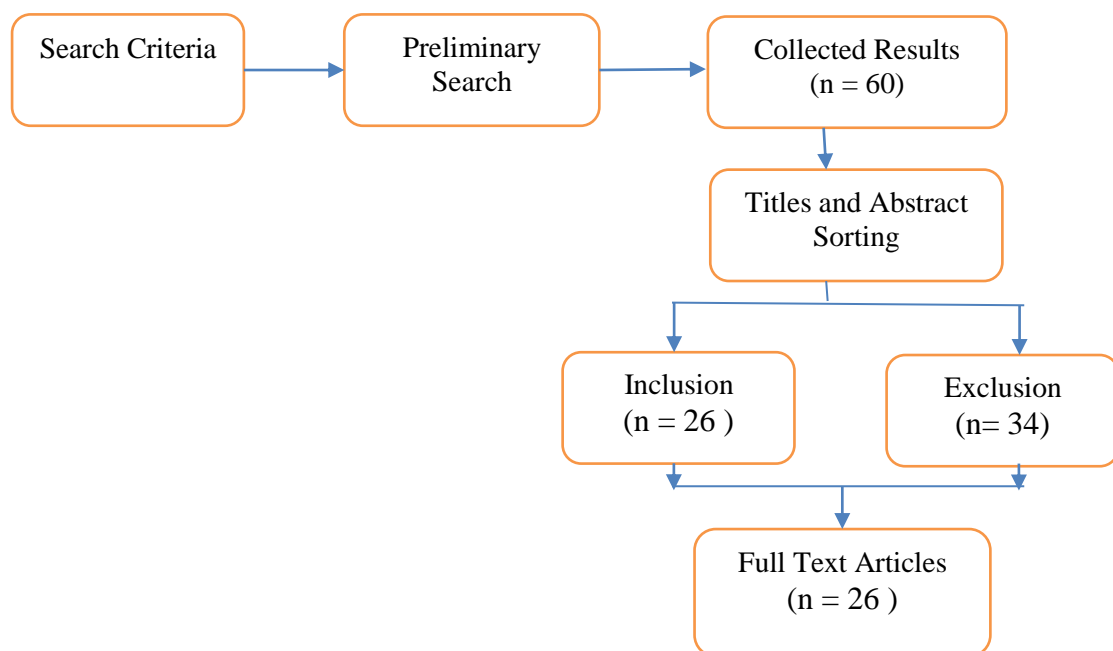 Search Criteria
Preliminary
Search
Collected Results
(n = 60)
Titles and Abstract
Sorting
Inclusion
(n = 26 )
Exclusion
(n= 34)
Full Text Articles
(n = 26 )